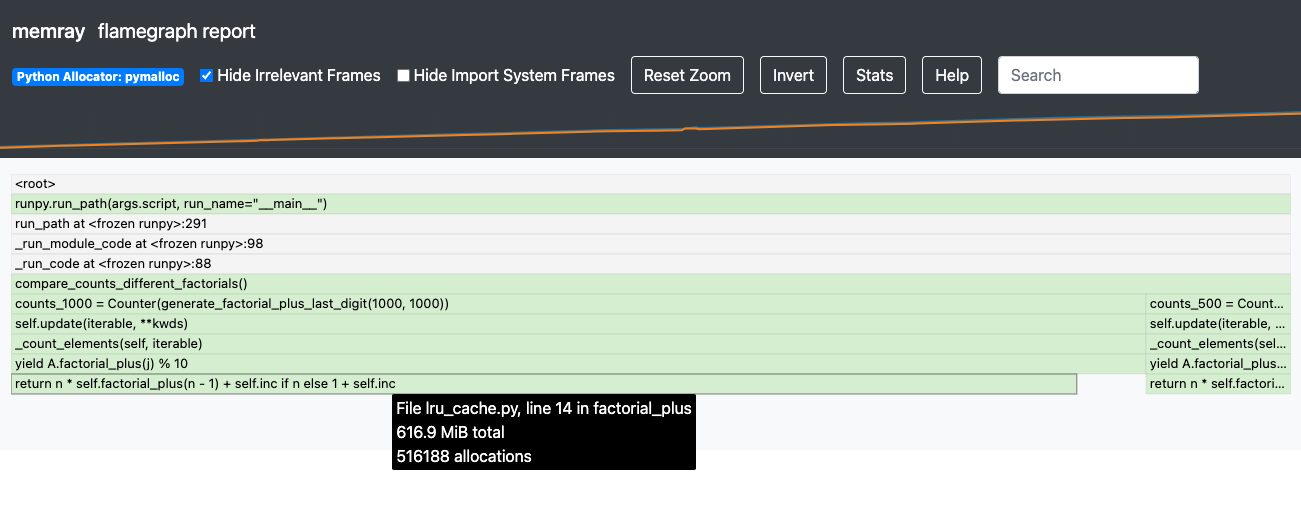 memray flamegraph report
Python Allocator: pymalloc Hide Irrelevant Frames Hide Import System Frames Reset Zoom Invert Stats Help Search
<root>
runpy.run_path(args.script, run_name="__main__")
run_path at <frozen runpy>:291
_run_module_code at <frozen runpy>:98
_run_code at <frozen runpy>:88
compare_counts_different_factorials()
counts_1000 = Counter(generate_factorial_plus_last_digit(1000, 1000)) counts_500 = Count...
self.update(iterable, **kwds) self.update(iterable, ...
_count_elements(self, iterable) _count_elements(sel...
yield A.factorial_plus(j) % 10 yield A.factorial_plus...
return n * self.factorial_plus(n - 1) + self.inc if n else 1 + self.inc return n * self.factori...
File lru_cache.py, line 14 in factorial_plus
616.9 MiB total
516188 allocations